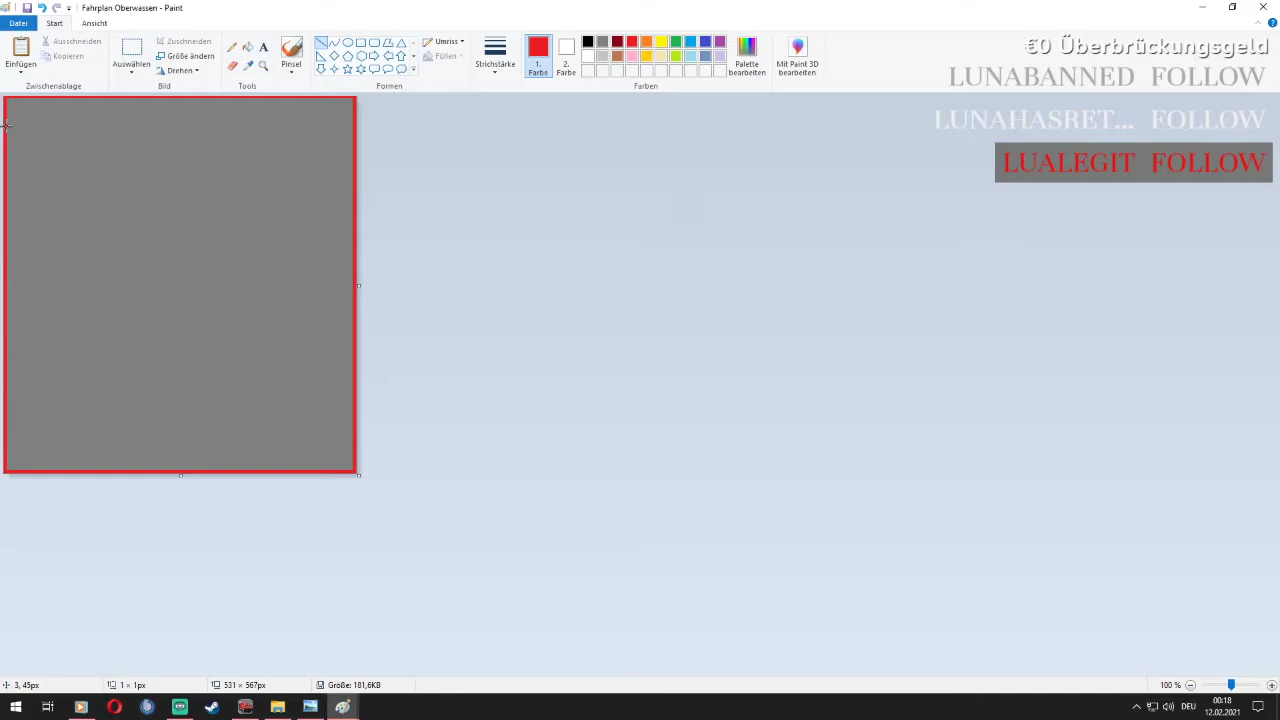 Fahrplan Oberwassen - Paint
Datei Start Ansicht
Einfügen
Ausschneiden
Kopieren
Zwischenablage
Auswählen
Zuschneiden
Größe ändern
Drehen
Bild
A
Tools
Pinsel
Umriss
Füllen
Formen
Strichstärke
1. Farbe
2. Farbe
Palette bearbeiten
Farben
Mit Paint 3D bearbeiten
€0 Überbrückungsgeld
LUNABANNED FOLLOW
LUNAHASRET... FOLLOW
LUALEGIT FOLLOW
3, 45px
1 × 1px
531 × 567px
Größe: 181,6KB
100 %
DEU
00:18
12.02.2021